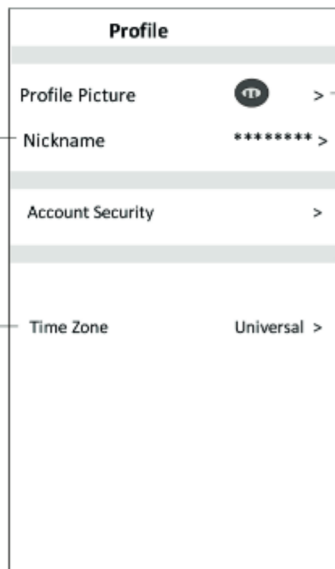 Profile
Profile Picture >
Nickname ******** >
Account Security >
Time Zone Universal >